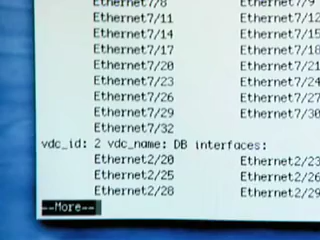 Ethernet7/8 Ethernet7/9
Ethernet7/11 Ethernet7/12
Ethernet7/14 Ethernet7/15
Ethernet7/17 Ethernet7/18
Ethernet7/20 Ethernet7/21
Ethernet7/23 Ethernet7/24
Ethernet7/26 Ethernet7/27
Ethernet7/29 Ethernet7/30
Ethernet7/32
vdc_id: 2 vdc_name: DB interfaces:
Ethernet2/20 Ethernet2/23
Ethernet2/25 Ethernet2/26
Ethernet2/28 Ethernet2/29
--More--